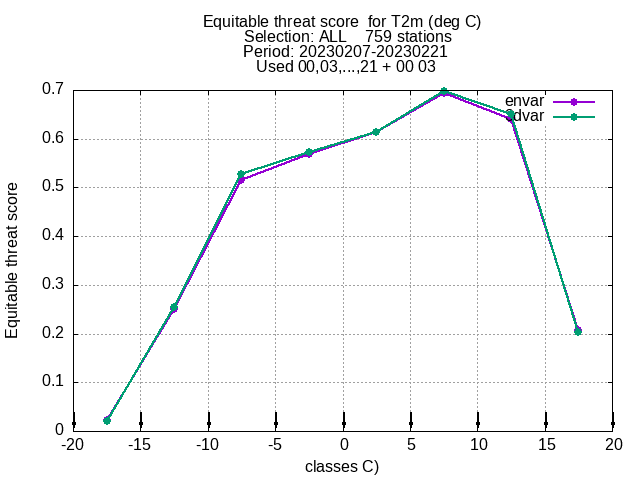 Equitable threat score  for T2m (deg C)
Selection: ALL    759 stations
Period: 20230207-20230221
Used 00,03,...,21 + 00 03
envar
3dvar
0.7
0.6
0.5
0.4
0.3
0.2
0.1
0
Equitable threat score
-20 -15 -10 -5 0 5 10 15 20
classes C)